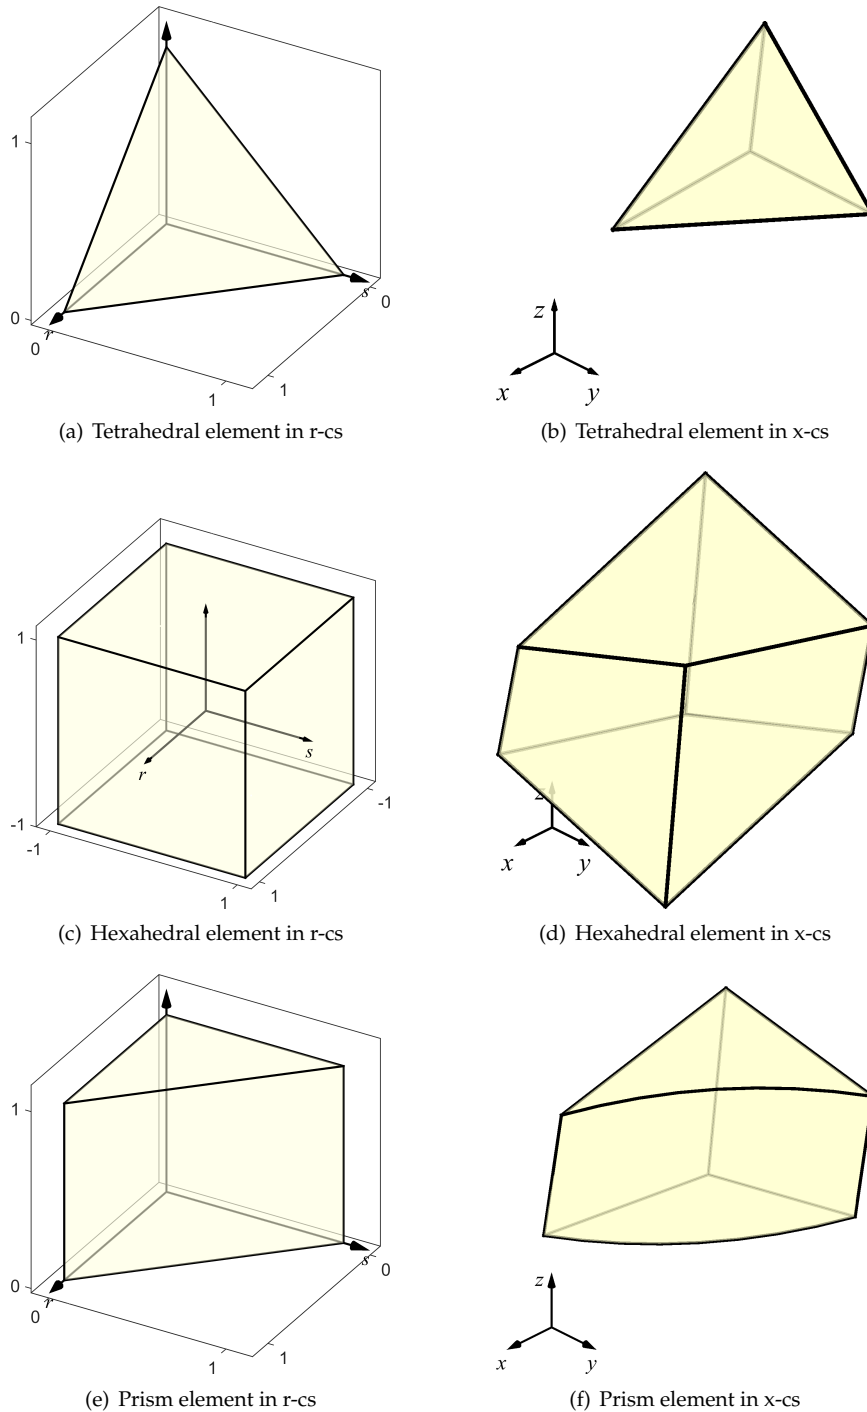 1
0
0
1
r
s
0
1
z
x
y
(a) Tetrahedral element in r-cs
(b) Tetrahedral element in x-cs
1
-1
-1
1
r
s
-1
1
z
x
y
(c) Hexahedral element in r-cs
(d) Hexahedral element in x-cs
1
0
0
1
r
s
0
1
z
x
y
(e) Prism element in r-cs
(f) Prism element in x-cs